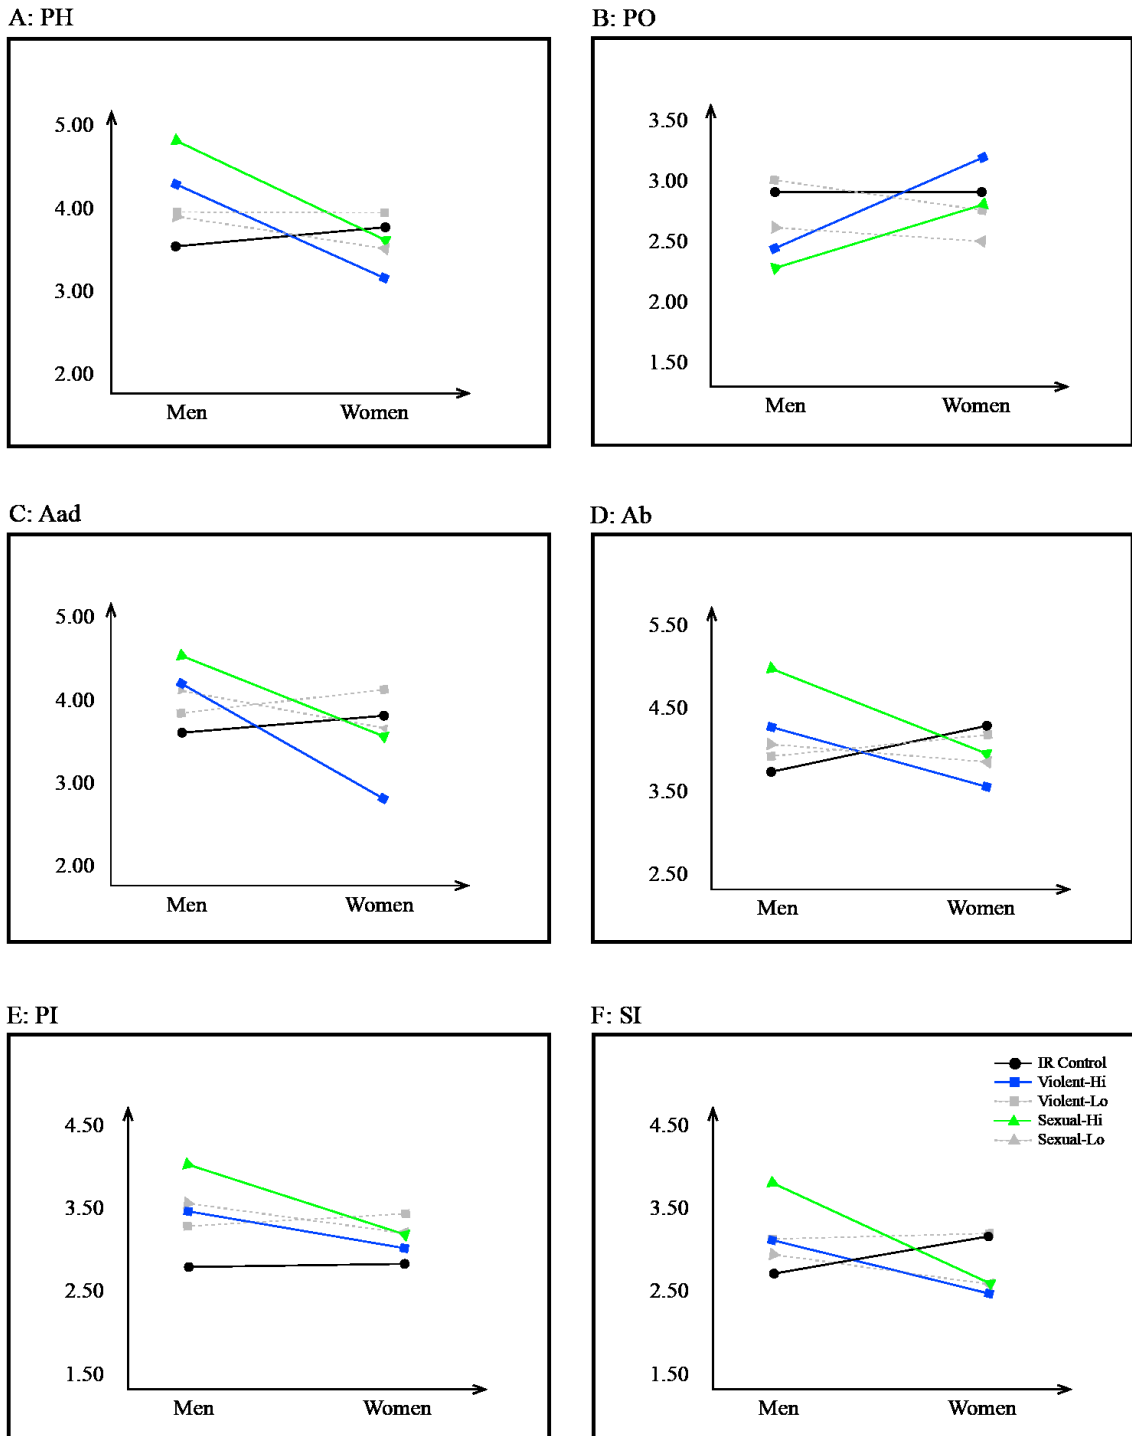 A: PH
5.00
4.00
3.00
2.00
Men Women
B: PO
3.50
3.00
2.50
2.00
1.50
Men Women
C: Aad
5.00
4.00
3.00
2.00
Men Women
D: Ab
5.50
4.50
3.50
2.50
Men Women
E: PI
4.50
3.50
2.50
1.50
Men Women
F: SI
IR Control
Violent-Hi
Violent-Lo
Sexual-Hi
Sexual-Lo
4.50
3.50
2.50
1.50
Men Women